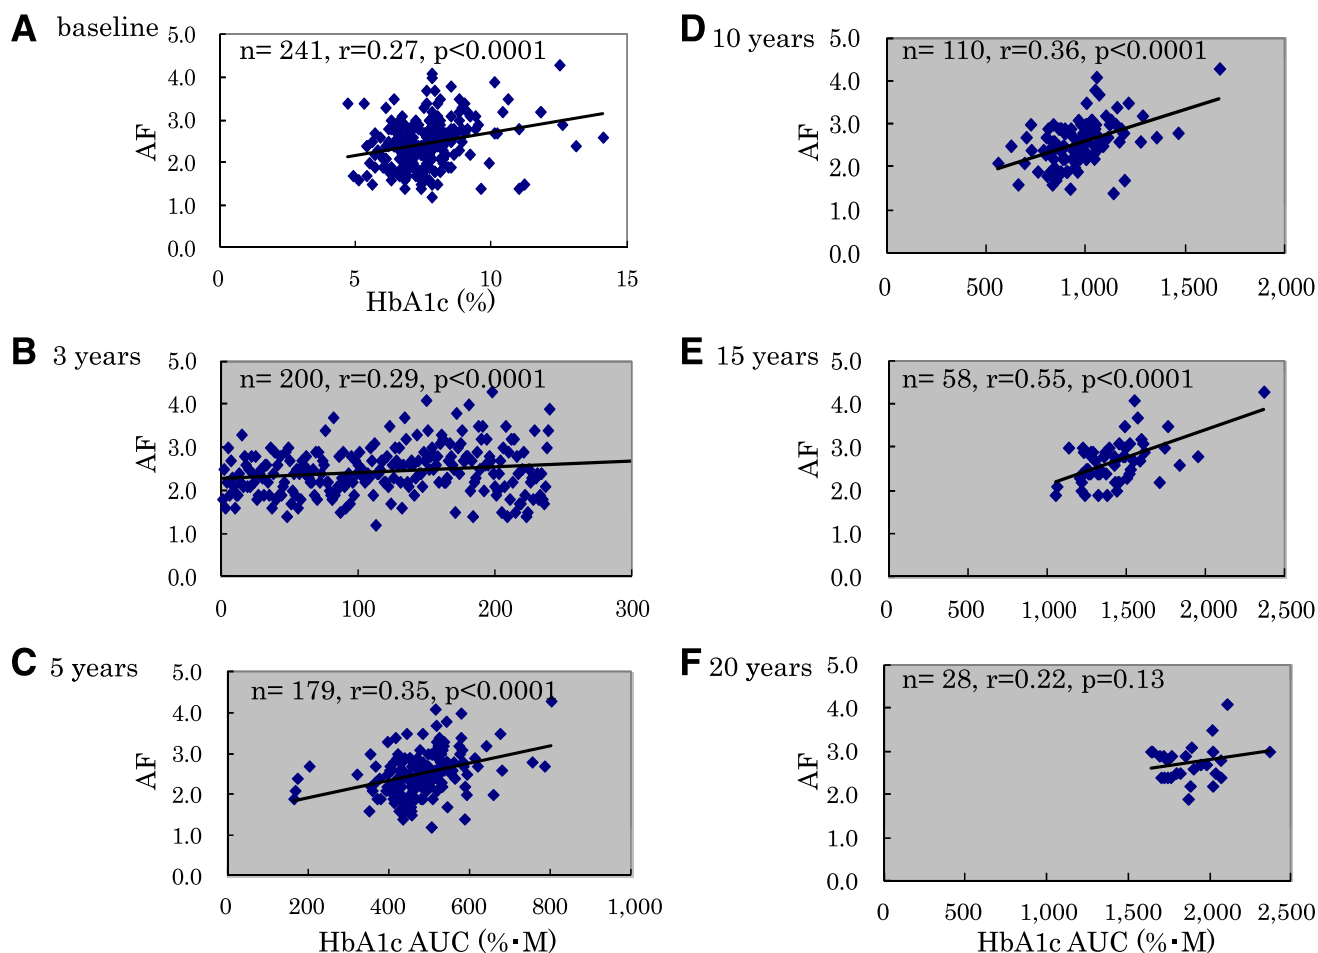 A baseline
n= 241, r=0.27, p<0.0001
5.0
4.0
3.0
2.0
1.0
0.0
AF
0 5 10 15
HbA1c (%)
B 3 years
n= 200, r=0.29, p<0.0001
5.0
4.0
3.0
2.0
1.0
0.0
AF
0 100 200 300
C 5 years
n= 179, r=0.35, p<0.0001
5.0
4.0
3.0
2.0
1.0
0.0
AF
0 200 400 600 800 1,000
HbA1c AUC (%·M)
D 10 years
n= 110, r=0.36, p<0.0001
5.0
4.0
3.0
2.0
1.0
0.0
AF
0 500 1,000 1,500 2,000
E 15 years
n= 58, r=0.55, p<0.0001
5.0
4.0
3.0
2.0
1.0
0.0
AF
0 500 1,000 1,500 2,000 2,500
F 20 years
n= 28, r=0.22, p=0.13
5.0
4.0
3.0
2.0
1.0
0.0
AF
0 500 1,000 1,500 2,000 2,500
HbA1c AUC (%·M)